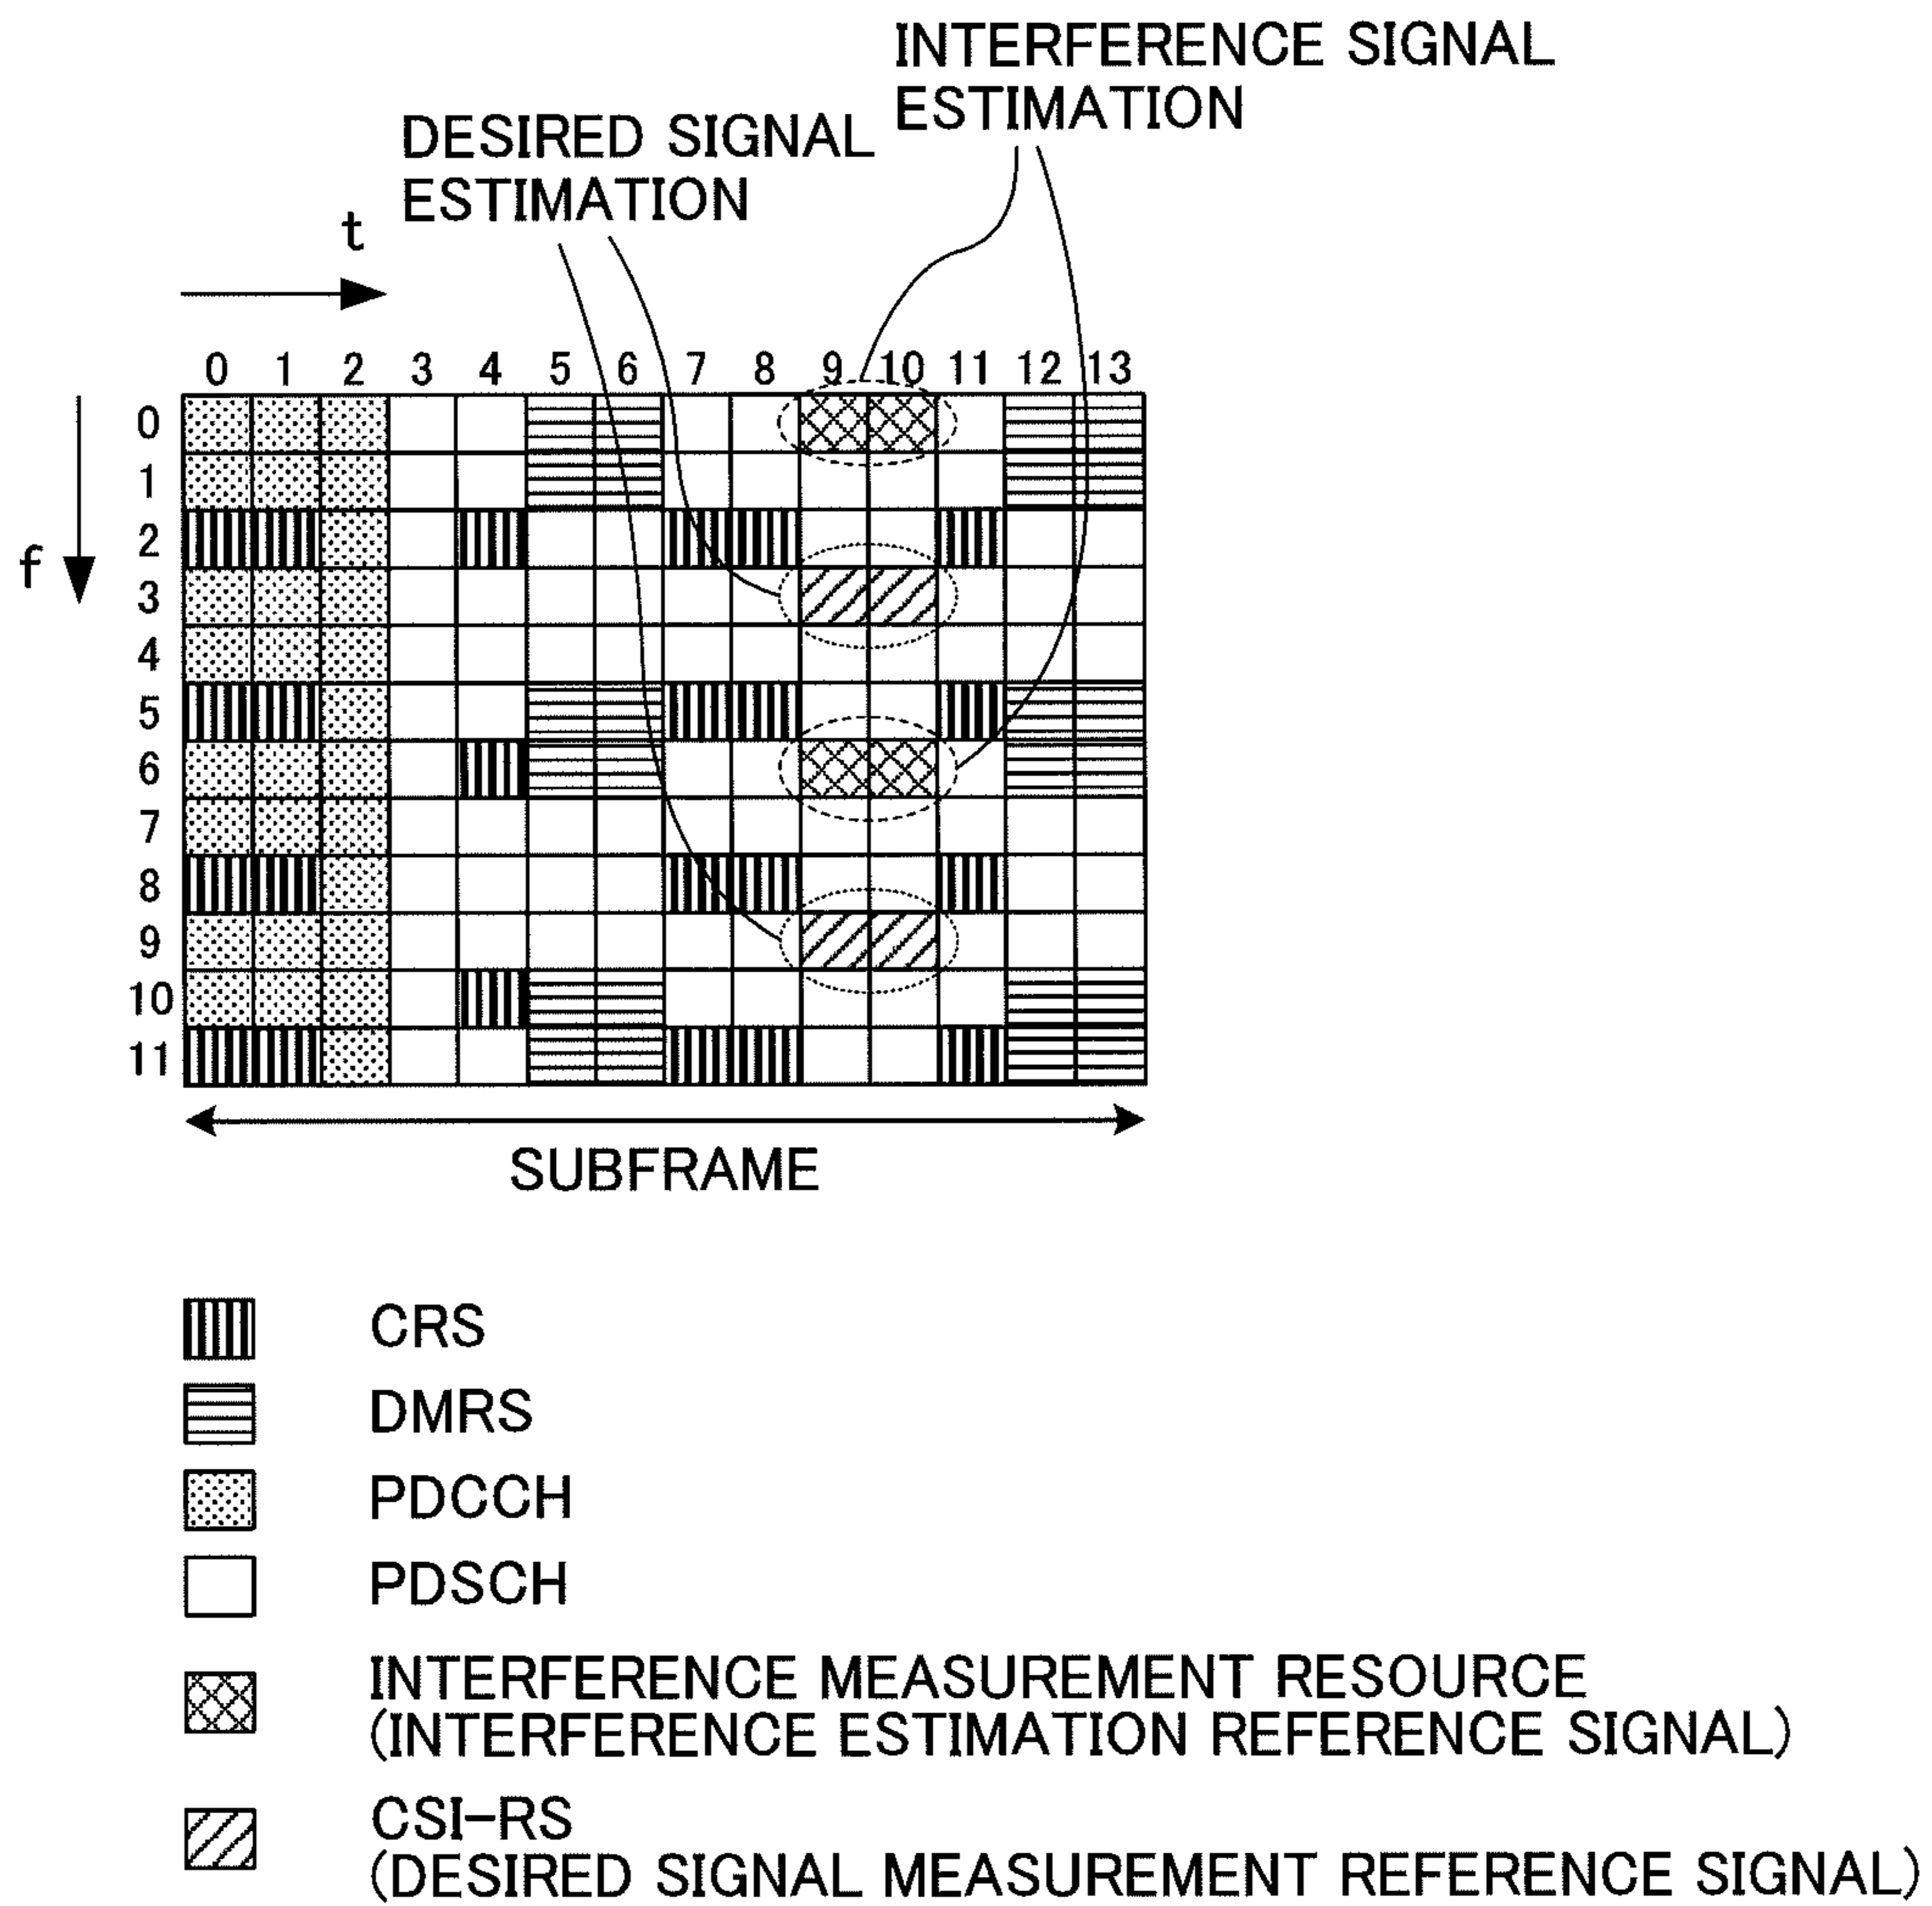 INTERFERENCE SIGNAL
ESTIMATION
DESIRED SIGNAL
ESTIMATION
t
0 1 2 3 4 5 6 7 8 9 10 11 12 13
f
0
1
2
3
4
5
6
7
8
9
10
11
SUBFRAME
CRS
DMRS
PDCCH
PDSCH
INTERFERENCE MEASUREMENT RESOURCE
(INTERFERENCE ESTIMATION REFERENCE SIGNAL)
CSI-RS
(DESIRED SIGNAL MEASUREMENT REFERENCE SIGNAL)